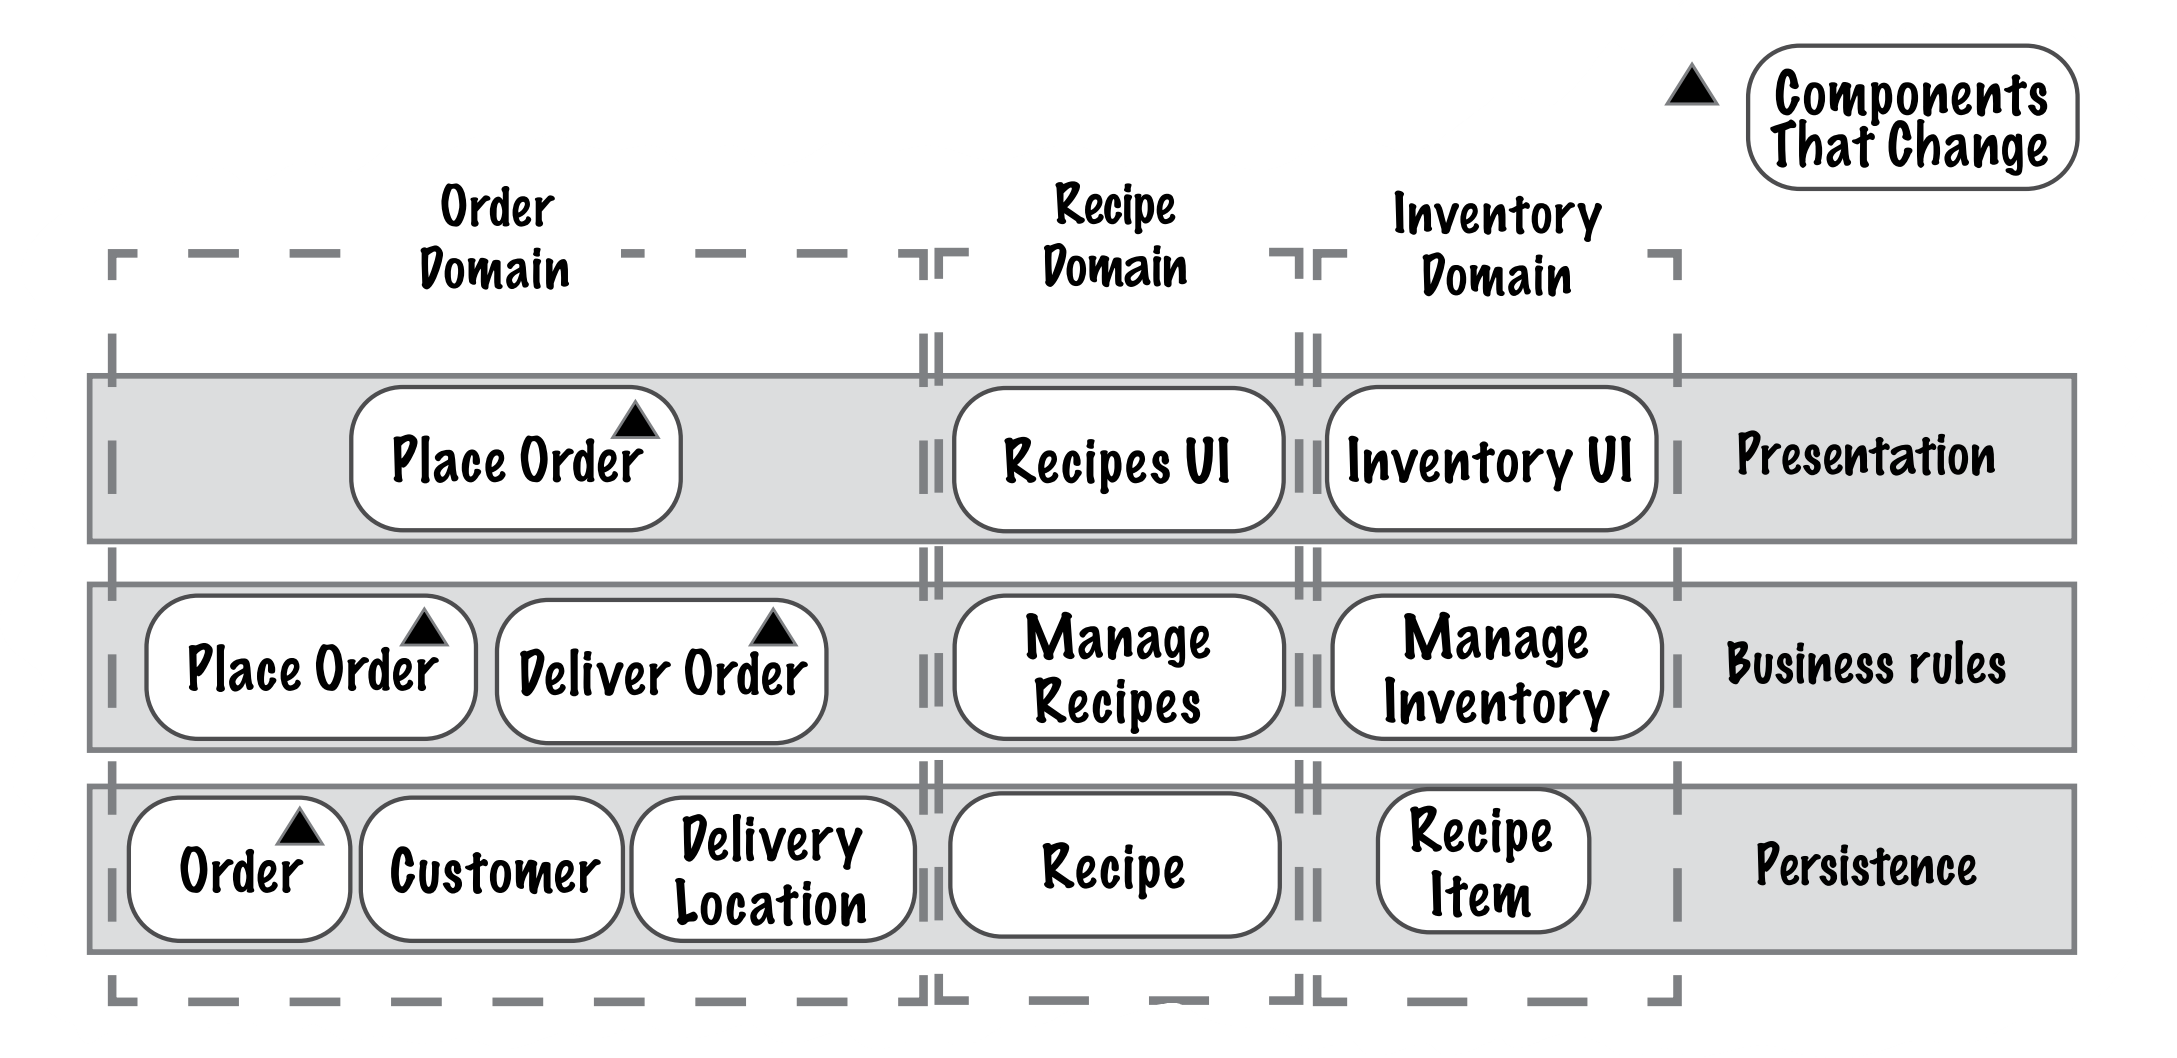 Components
That Change
Order
Domain
Recipe
Domain
Inventory
Domain
Place Order
Recipes UI
Inventory UI
Presentation
Place Order
Deliver Order
Manage
Recipes
Manage
Inventory
Business rules
Order
Customer
Delivery
Location
Recipe
Recipe
Item
Persistence